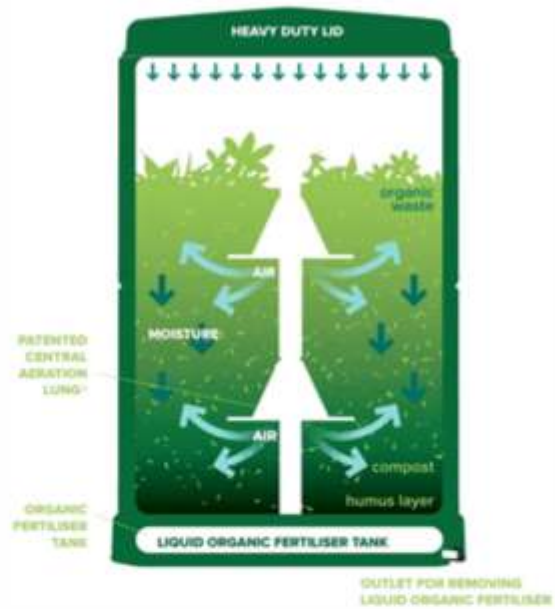 HEAVY DUTY LID
organic
waste
AIR
MOISTURE
PATENTED
CENTRAL
AERATION
LUNG™
AIR
compost
humus layer
ORGANIC
FERTILISER
TANK
LIQUID ORGANIC FERTILISER TANK
OUTLET FOR REMOVING
LIQUID ORGANIC FERTILISER